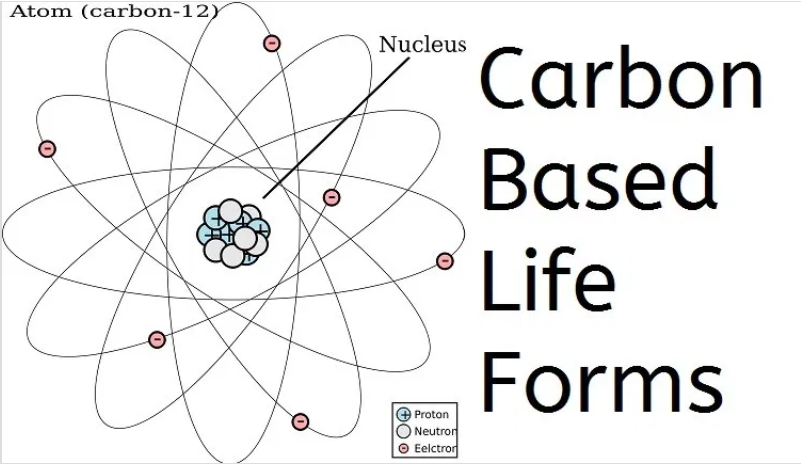 Atom (carbon-12)
Nucleus
Carbon
Based
Life
Forms
Proton
Neutron
Eelctron